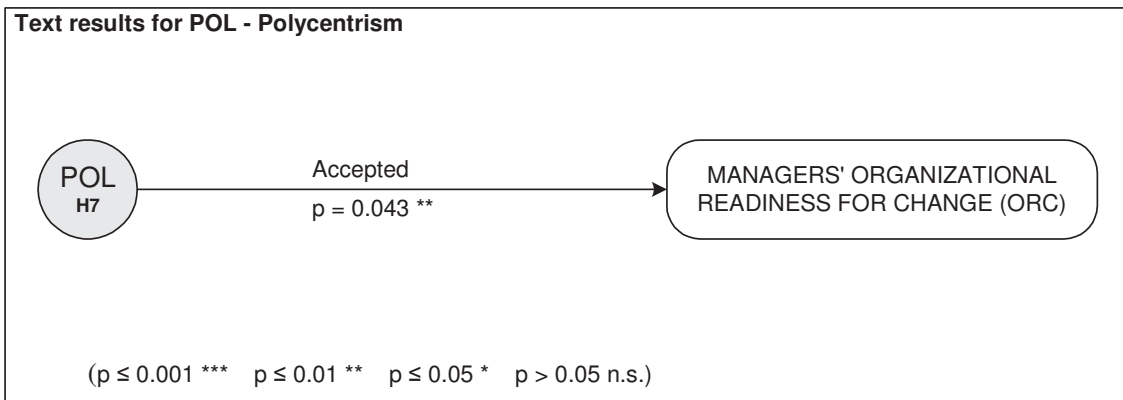 Text results for POL - Polycentrism
POL
H7
Accepted
p = 0.043 **
MANAGERS' ORGANIZATIONAL
READINESS FOR CHANGE (ORC)
(p ≤ 0.001 *** p ≤ 0.01 ** p ≤ 0.05 * p > 0.05 n.s.)